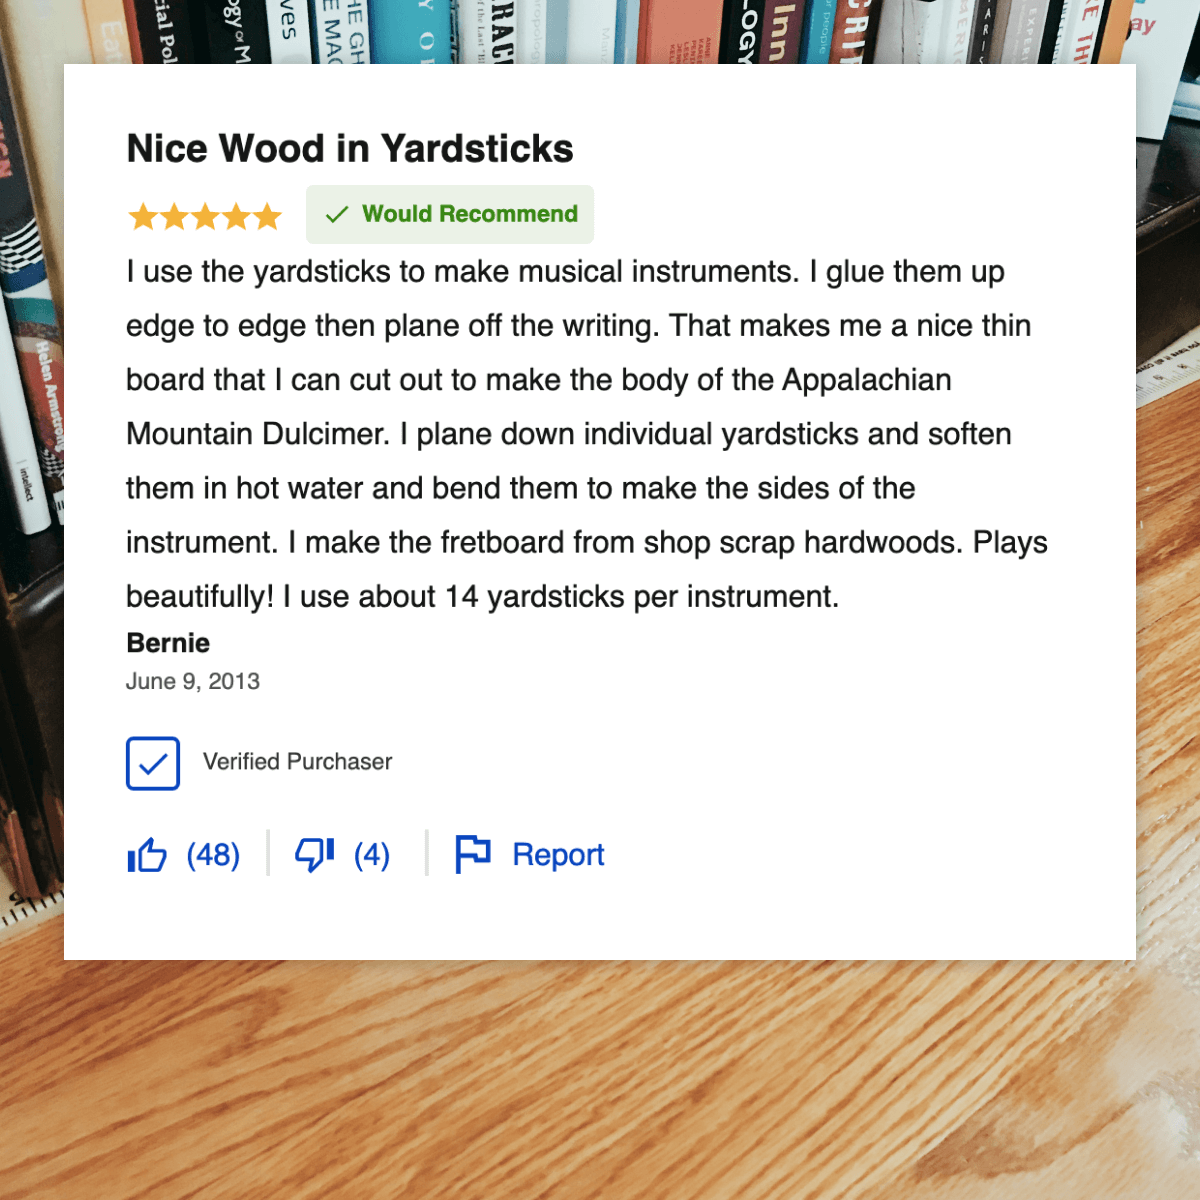 Nice Wood in Yardsticks
Would Recommend
I use the yardsticks to make musical instruments. I glue them up
edge to edge then plane off the writing. That makes me a nice thin
board that I can cut out to make the body of the Appalachian
Mountain Dulcimer. I plane down individual yardsticks and soften
them in hot water and bend them to make the sides of the
instrument. I make the fretboard from shop scrap hardwoods. Plays
beautifully! I use about 14 yardsticks per instrument.
Bernie
June 9, 2013
Verified Purchaser
(48)
(4)
Report
Helen Armstrong
intellect
Inn